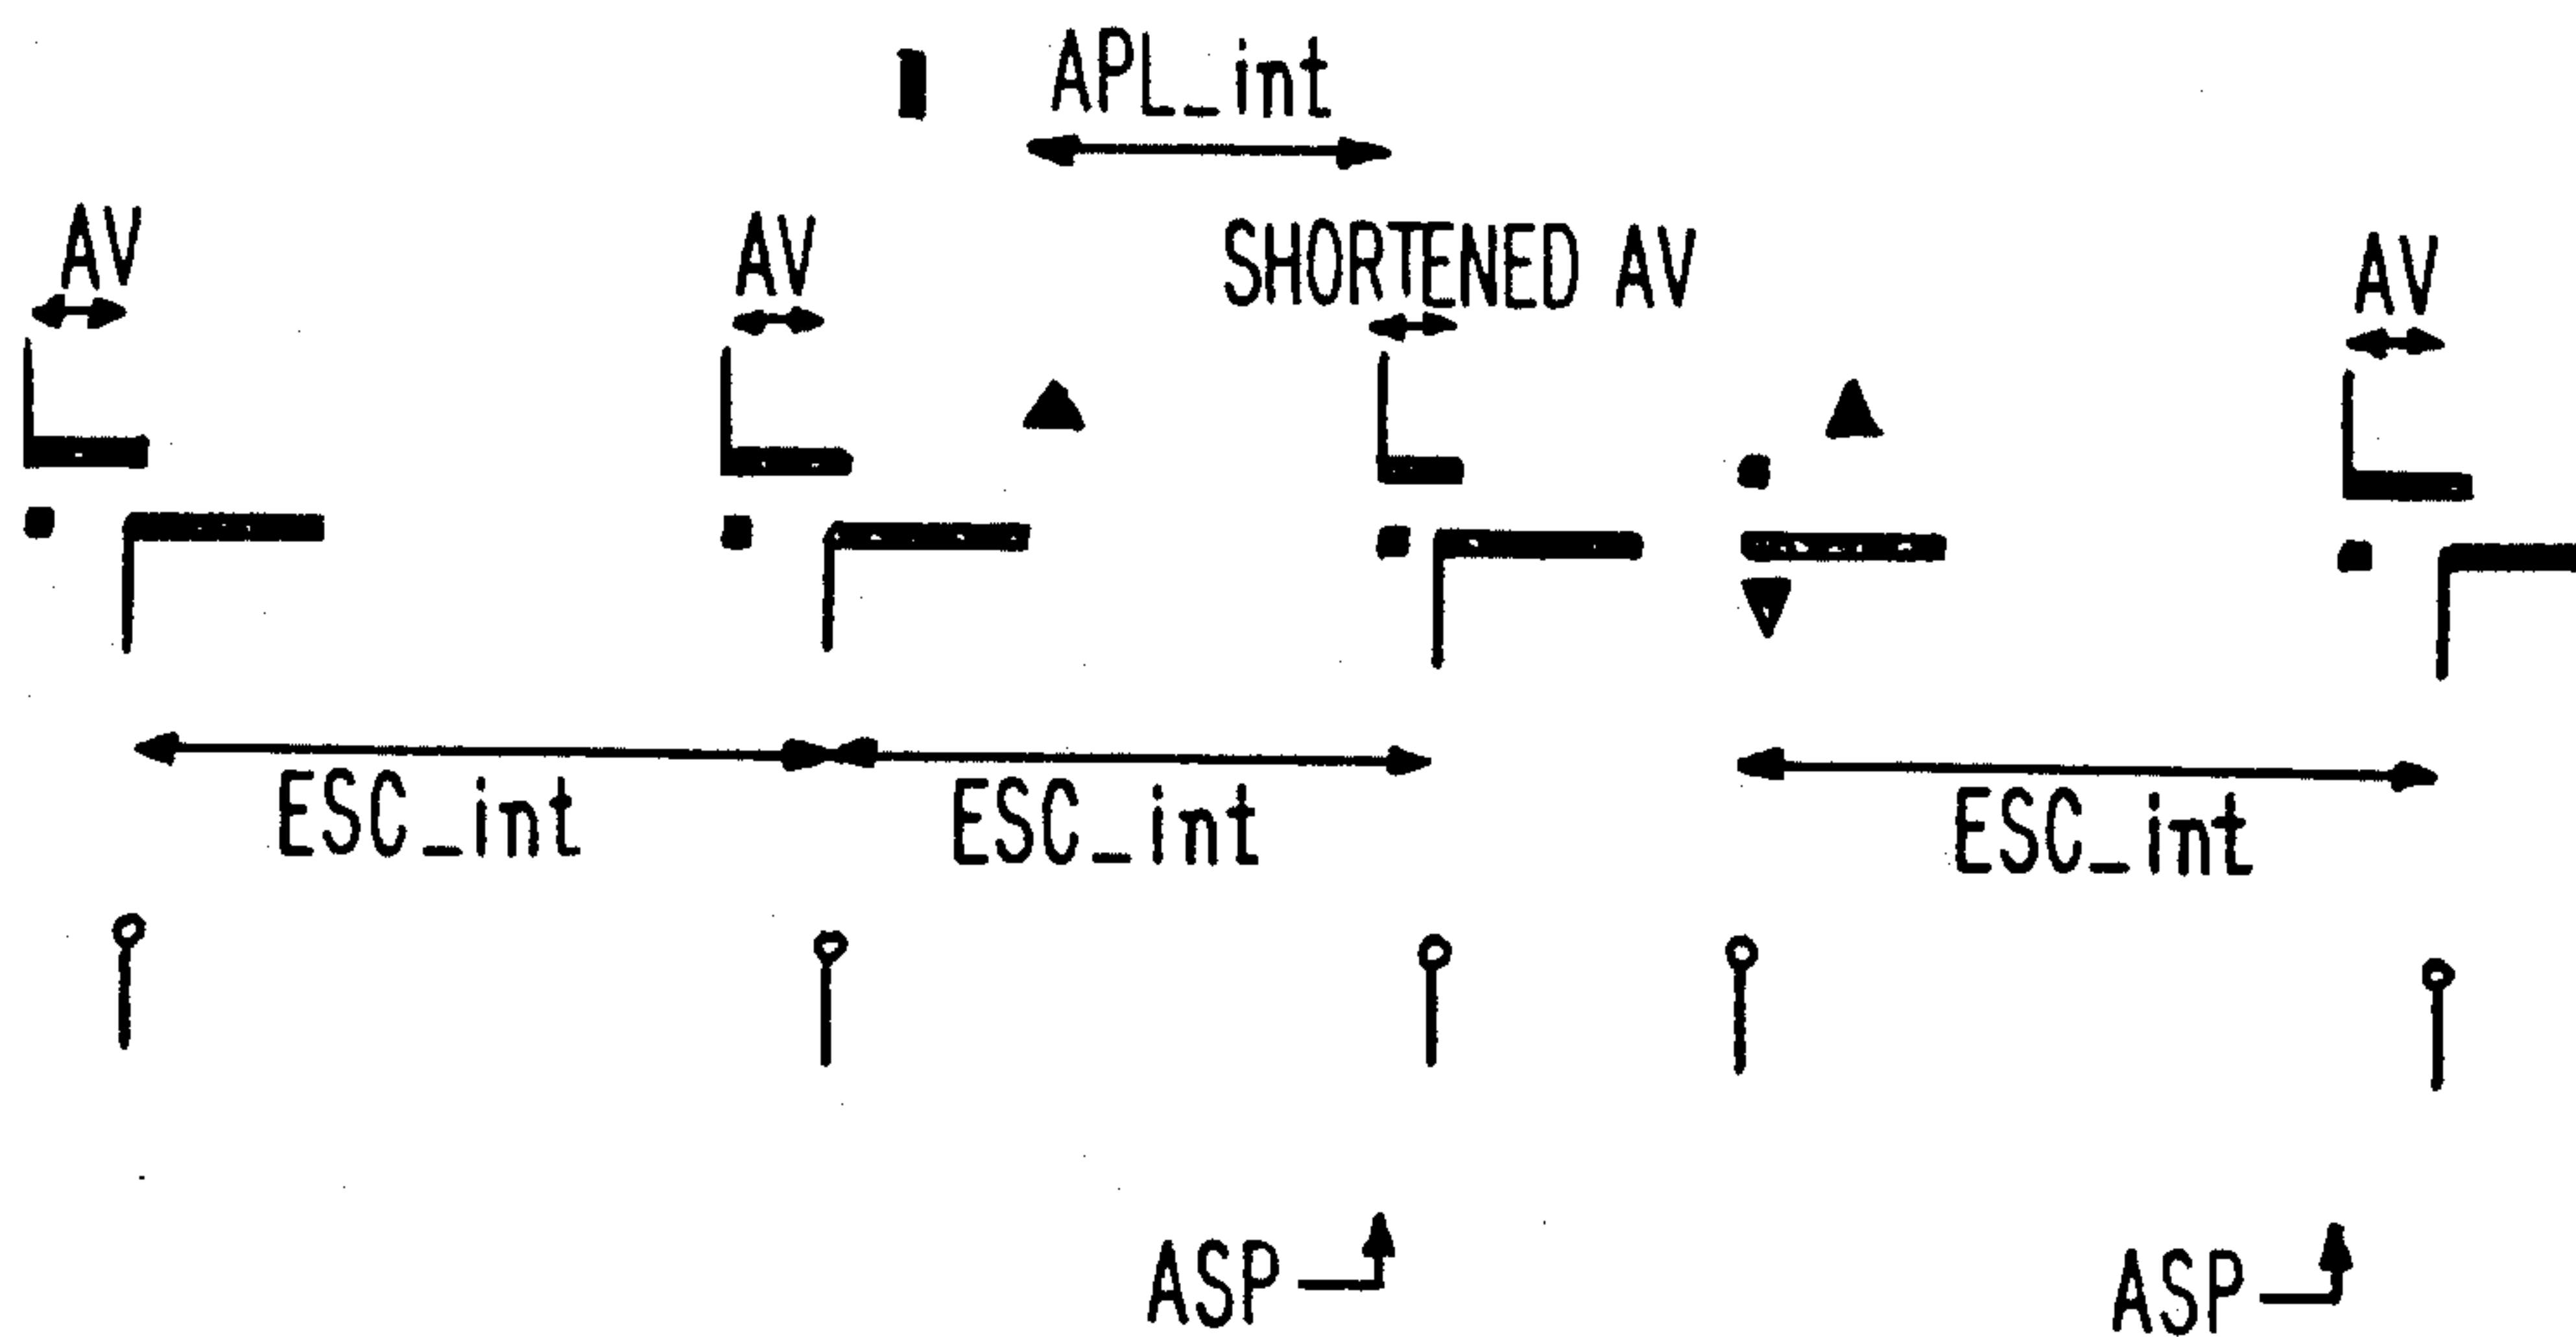 APL_int
AV
AV
SHORTENED AV
AV
ESC_int
ESC_int
ESC_int
ASP
ASP